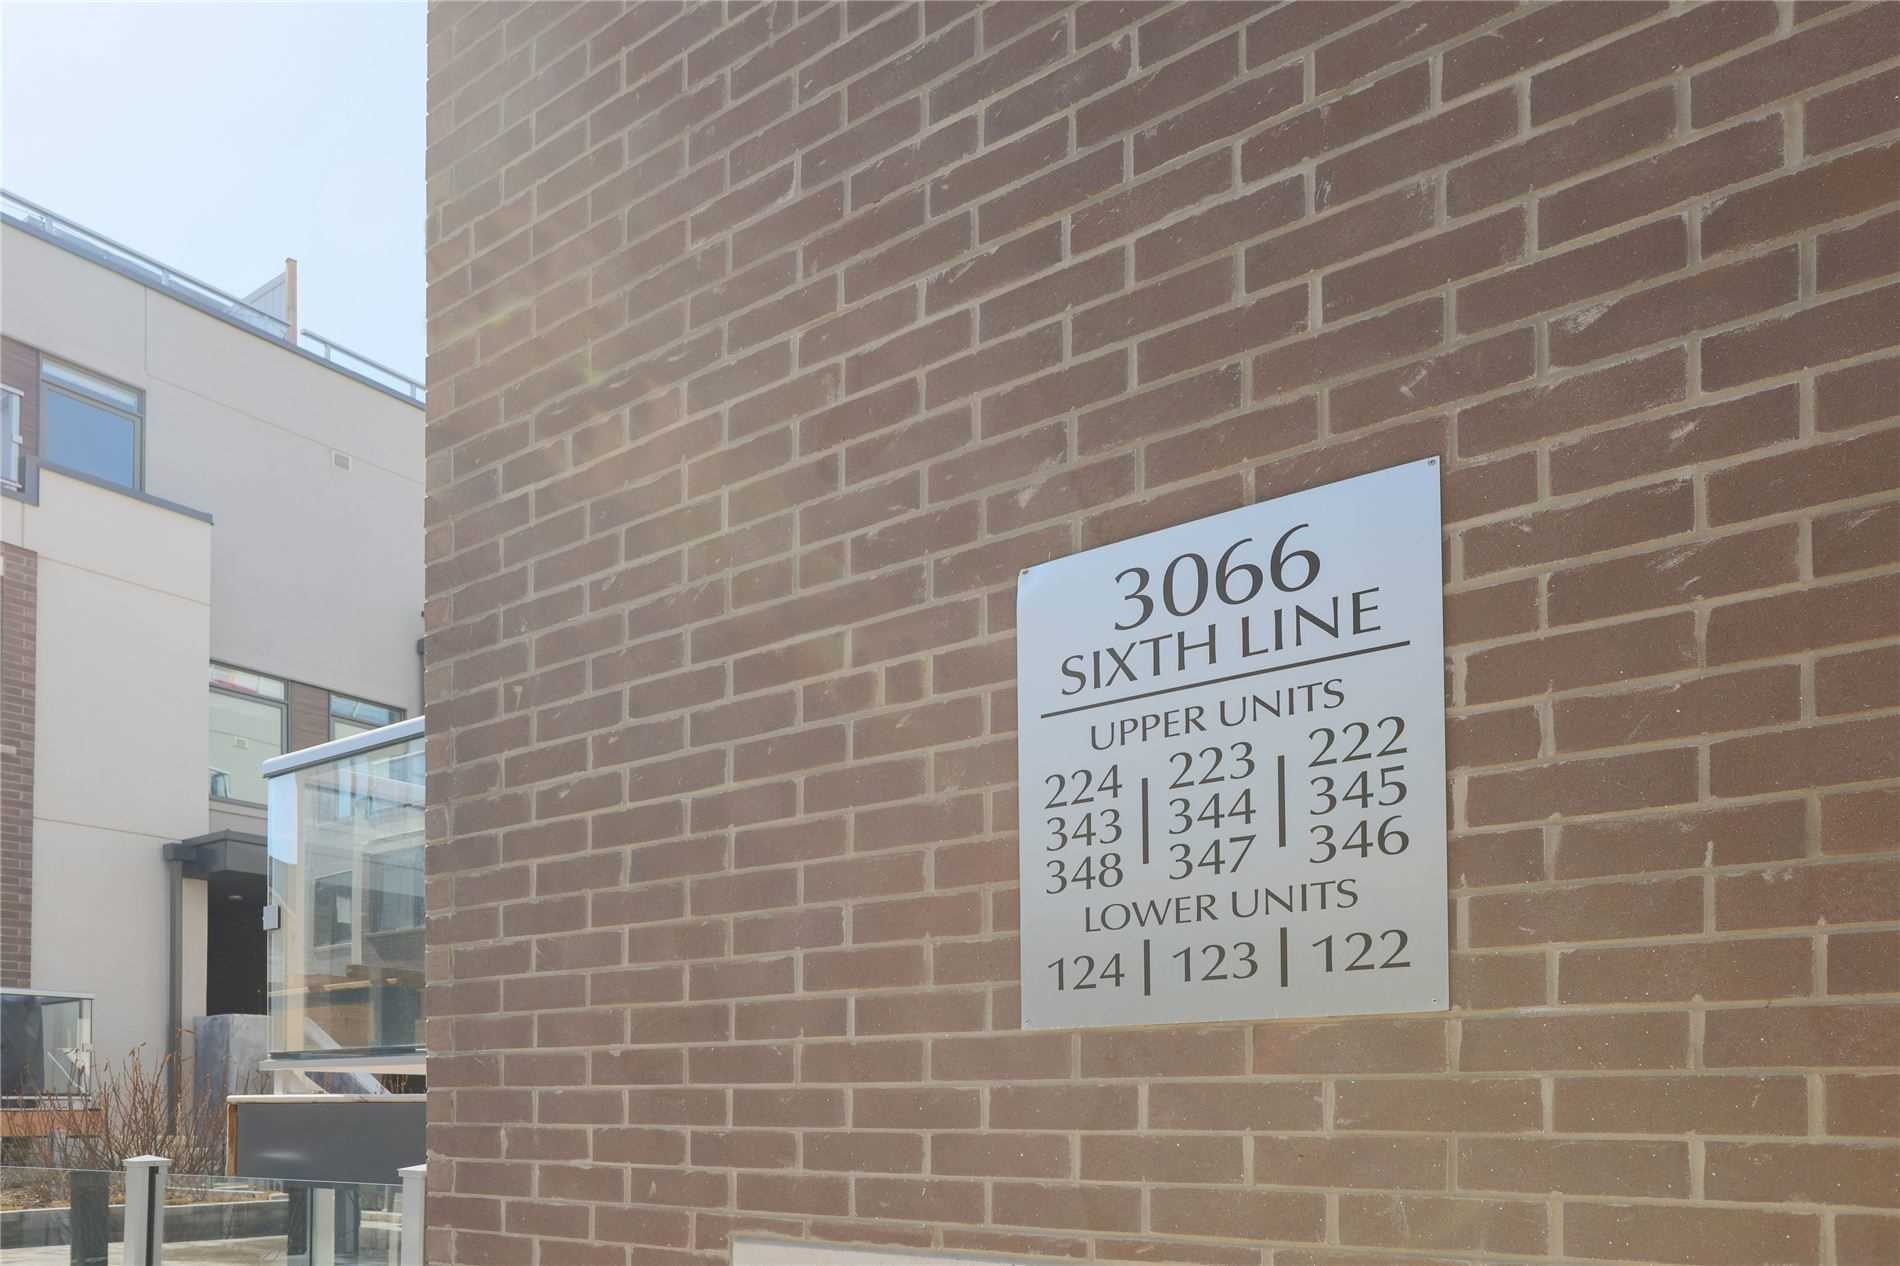 3066
SIXTH LINE
UPPER UNITS
224 | 223 | 222
343 | 344 | 345
348 | 347 | 346
LOWER UNITS
124 | 123 | 122